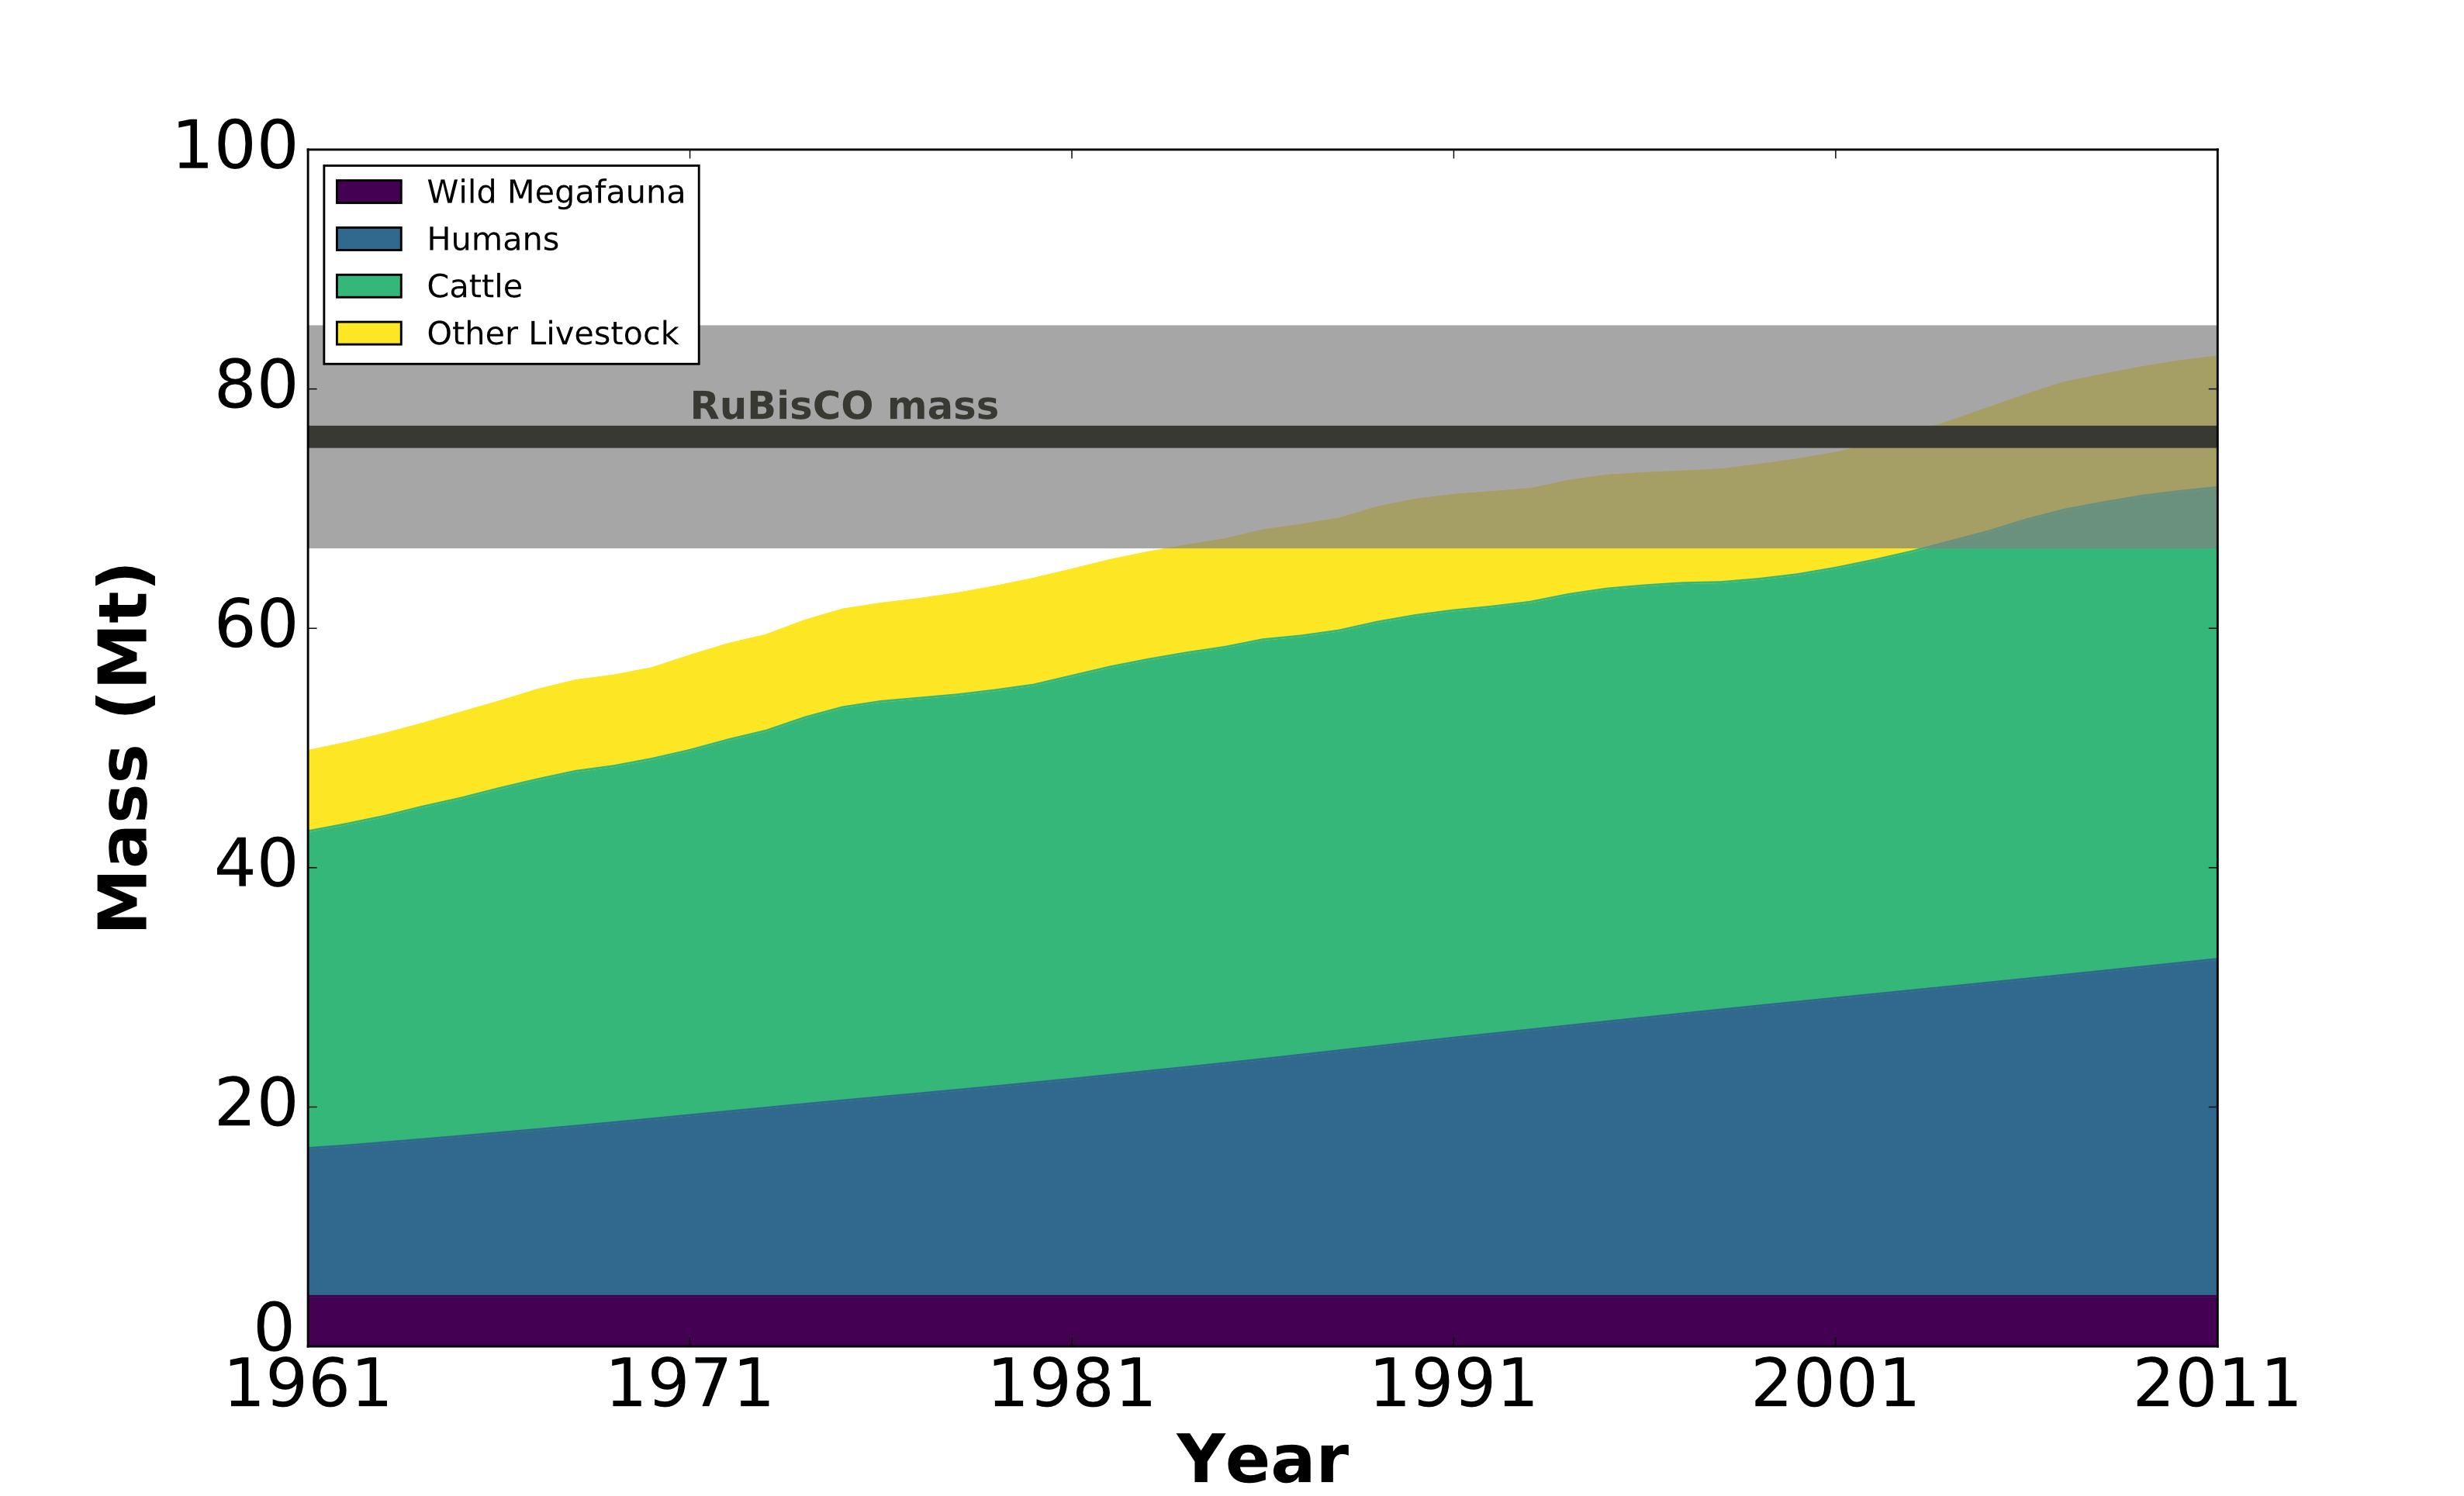 100
Wild Megafauna
Humans
Cattle
Other Livestock
80
RuBisCO mass
60
Mass (Mt)
40
20
0
1961 1971 1981 1991 2001 2011
Year